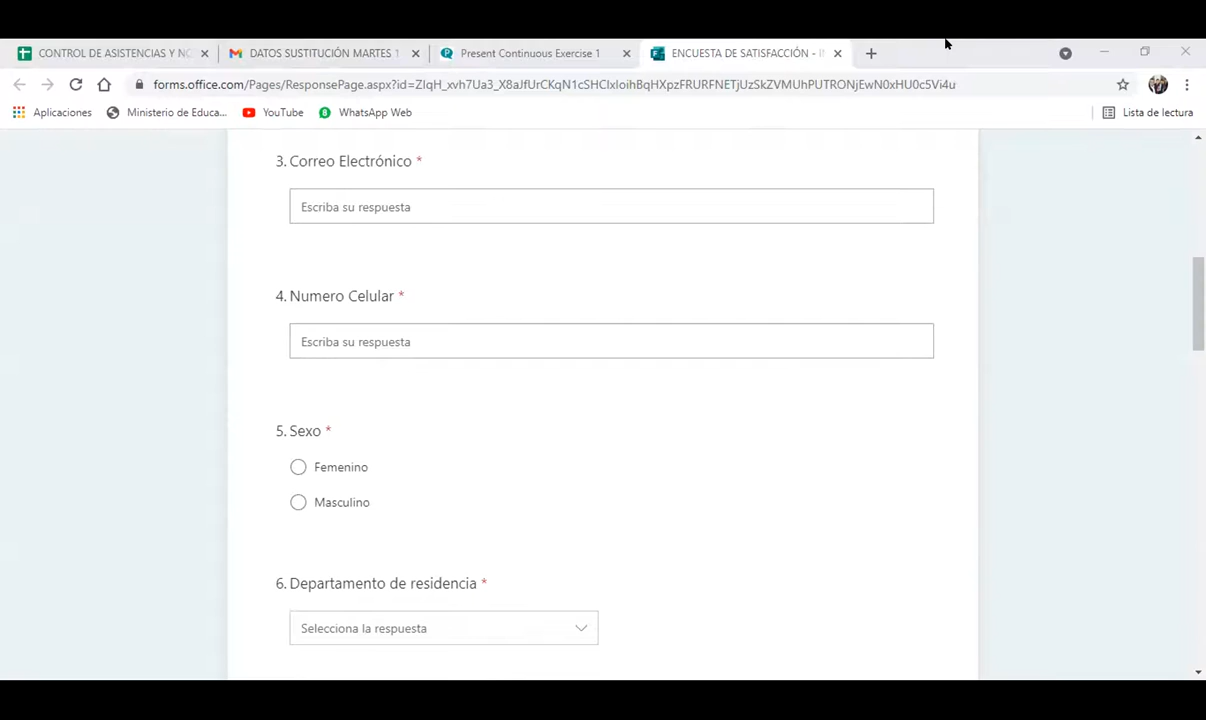 CONTROL DE ASISTENCIAS Y NO
DATOS SUSTITUCIÓN MARTES 1
Present Continuous Exercise 1
ENCUESTA DE SATISFACCIÓN - I
forms.office.com/Pages/ResponsePage.aspx?id=ZIqH_xvh7Ua3_X8aJfUrCKqN1cSHCIxIoihBqHXpzFRURFNETjUzSkZVMUhPUTRONjEwN0xHU0c5Vi4u
Aplicaciones
Ministerio de Educa...
YouTube
8
WhatsApp Web
Lista de lectura
3. Correo Electrónico *
Escriba su respuesta
4. Numero Celular *
Escriba su respuesta
5. Sexo *
Femenino
Masculino
6. Departamento de residencia *
Selecciona la respuesta